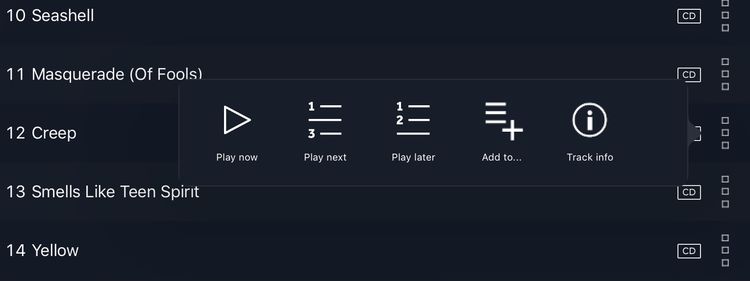 10 Seashell CD
11 Masquerade (Of Fools) CD
1 3 1 2
Play now Play next Play later Add to... Track info
12 Creep
13 Smells Like Teen Spirit CD
14 Yellow CD